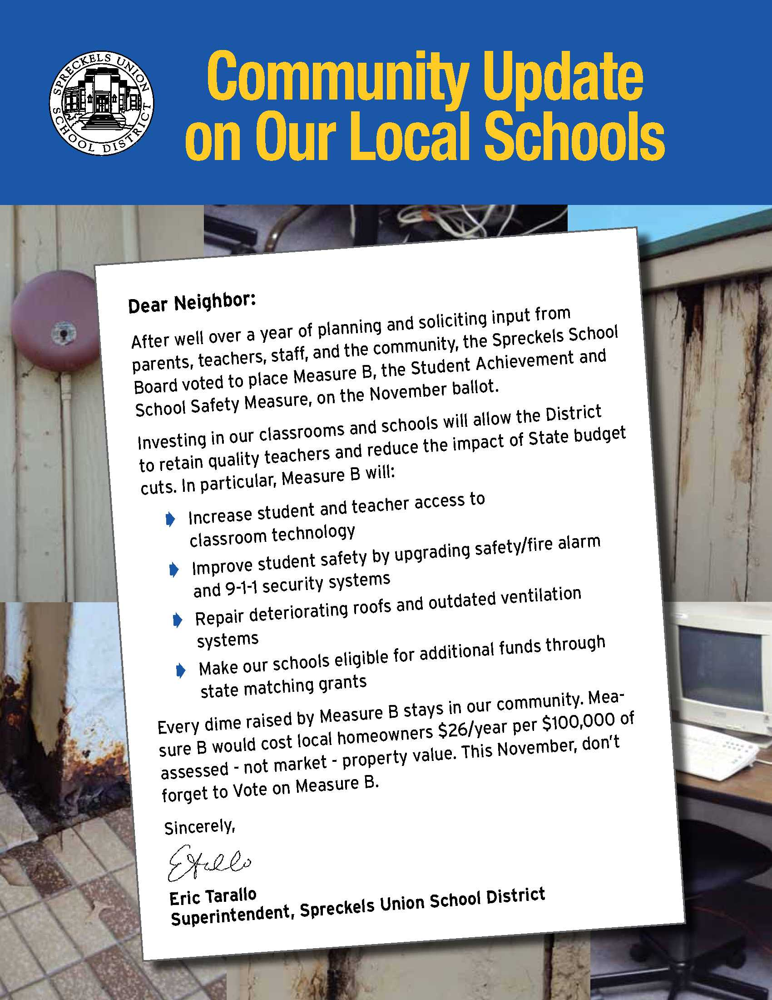 SPRECKELS UNION
SCHOOL DISTRICT
Community Update
on Our Local Schools
Dear Neighbor:
After well over a year of planning and soliciting input from
parents, teachers, staff, and the community, the Spreckels School
Board voted to place Measure B, the Student Achievement and
School Safety Measure, on the November ballot.
Investing in our classrooms and schools will allow the District
to retain quality teachers and reduce the impact of State budget
cuts. In particular, Measure B will:
Increase student and teacher access to
classroom technology
Improve student safety by upgrading safety/fire alarm
and 9-1-1 security systems
Repair deteriorating roofs and outdated ventilation
systems
Make our schools eligible for additional funds through
state matching grants
Every dime raised by Measure B stays in our community. Mea-
sure B would cost local homeowners $26/year per $100,000 of
assessed - not market - property value. This November, don't
forget to Vote on Measure B.
Sincerely,
ETarallo
Eric Tarallo
Superintendent, Spreckels Union School District